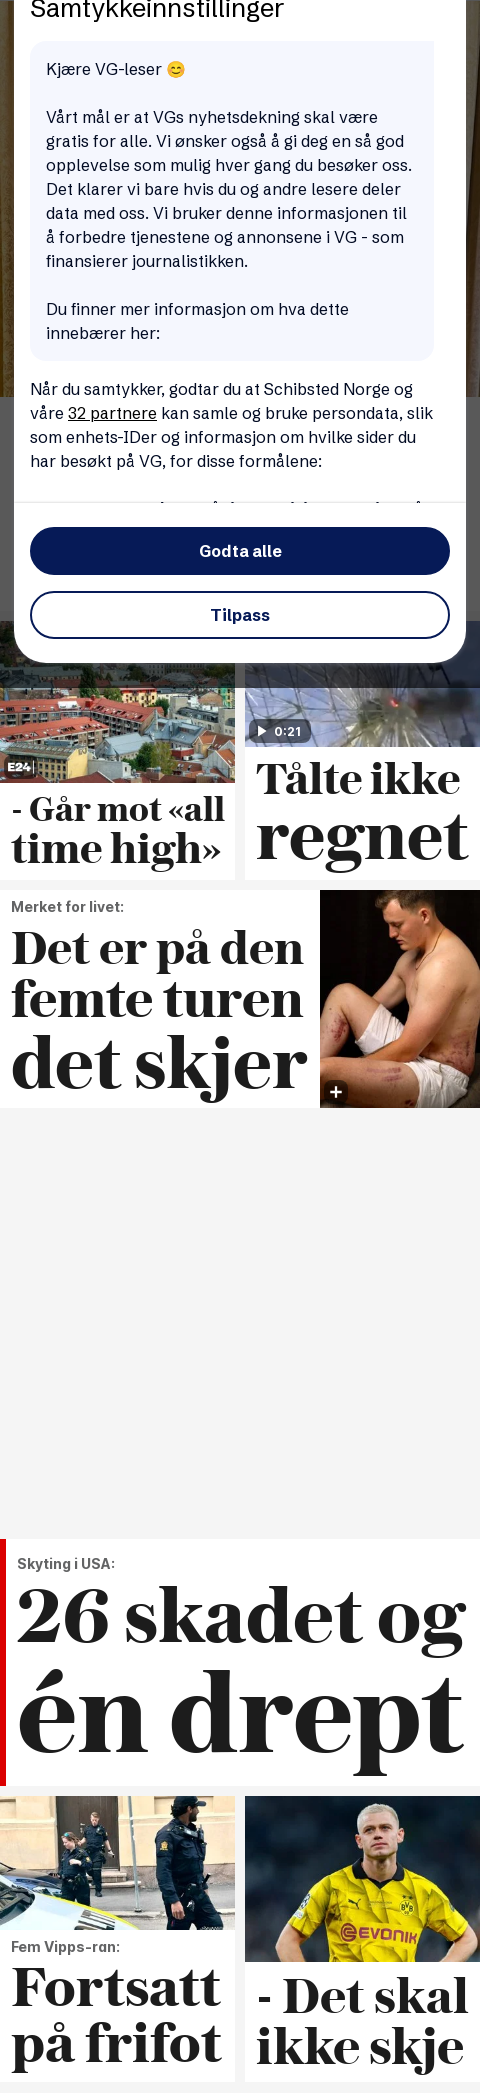 Samtykkeinnstillinger
Kjære VG-leser 😊
Vårt mål er at VGs nyhetsdekning skal være
gratis for alle. Vi ønsker også å gi deg en så god
opplevelse som mulig hver gang du besøker oss.
Det klarer vi bare hvis du og andre lesere deler
data med oss. Vi bruker denne informasjonen til
å forbedre tjenestene og annonsene i VG - som
finansierer journalistikken.
Du finner mer informasjon om hva dette
innebærer her:
Når du samtykker, godtar du at Schibsted Norge og
våre 32 partnere kan samle og bruke persondata, slik
som enhets-IDer og informasjon om hvilke sider du
har besøkt på VG, for disse formålene:
Godta alle
Tilpass
E24
0:21
- Går mot «all
time high»
Tålte ikke
regnet
Merket for livet:
Det er på den
femte turen
det skjer
Skyting i USA:
26 skadet og
én drept
EVONIK
BVB
09
Fem Vipps-ran:
Fortsatt
på frifot
- Det skal
ikke skje